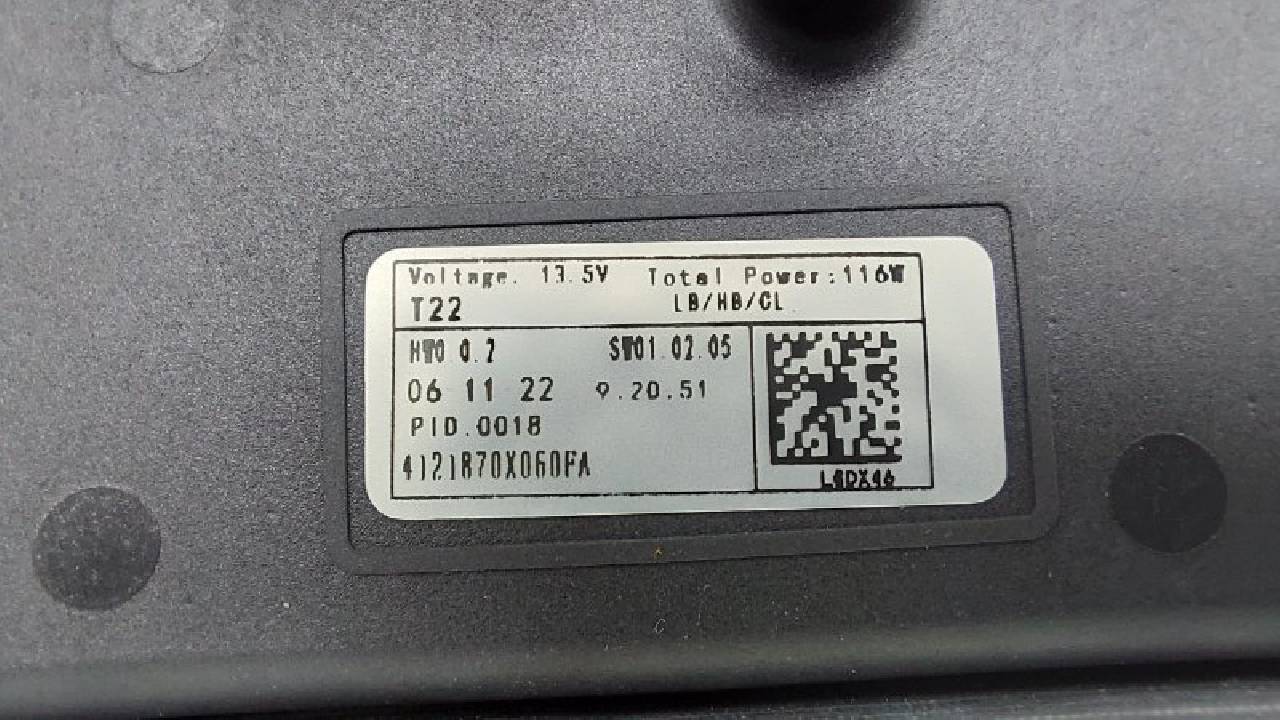 Voltage. 13.5V Total Power:116W
T22 LB/HB/CL
HW0 0.2 SW01.02.05
06 11 22 9.20.51
PID.0018
4121870X060FA
L4DX46